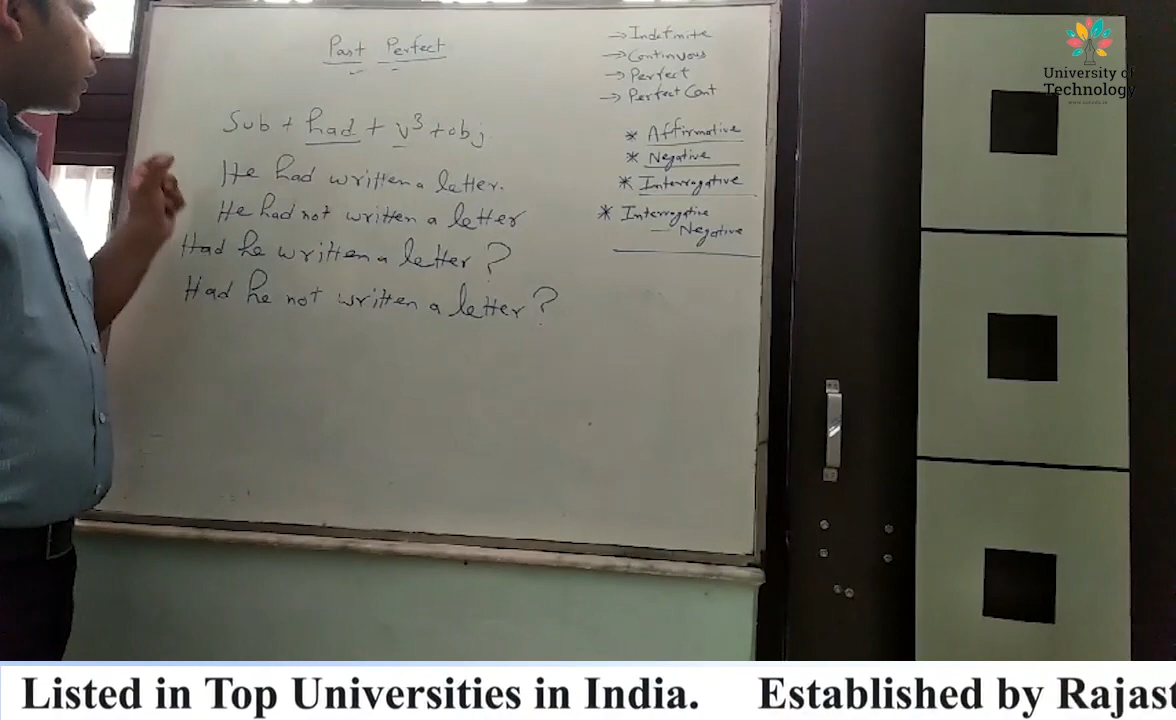 Past Perfect
Sub + had + v3 + obj.
He had written a letter.
He had not written a letter
Had he written a letter ?
Had he not written a letter ?
→ Indefinite
→ Continuous
→ Perfect
→ Perfect Cont
* Affirmative
* Negative
* Interrogative
* Interrogative
— Negative
University of
Technology
Listed in Top Universities in India. Established by Rajast